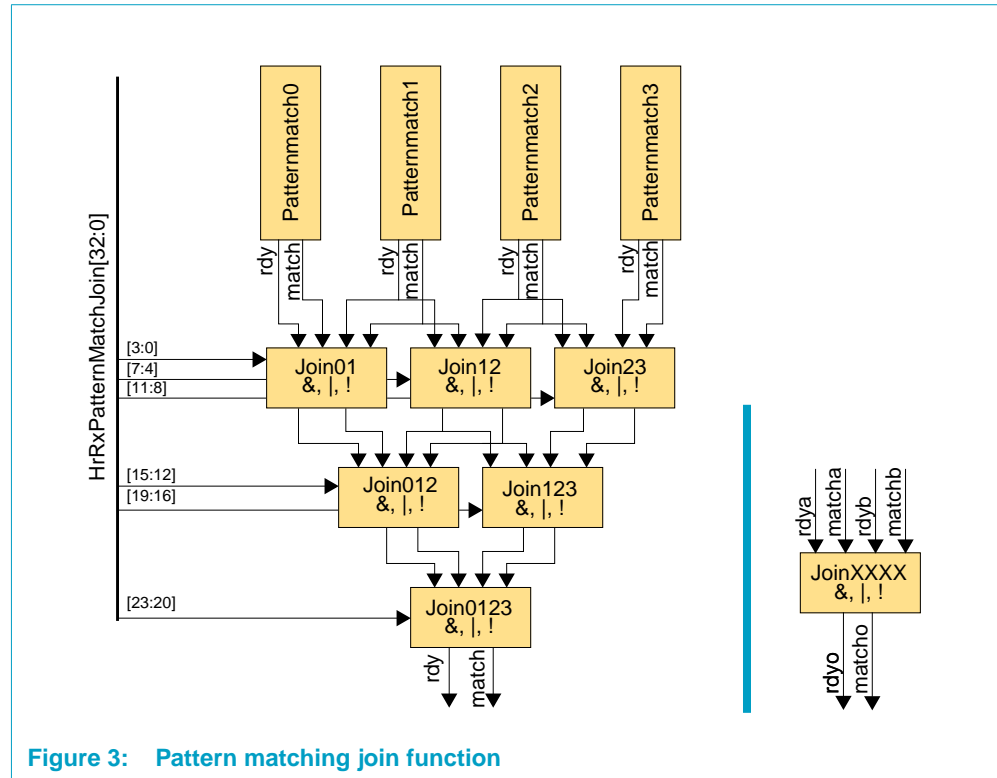 Patternmatch0
Patternmatch1
Patternmatch2
Patternmatch3
HrRxPatternMatchJoin[32:0]
rdy
match
rdy
match
rdy
match
rdy
match
[3:0]
[7:4]
[11:8]
Join01
&, |, !
Join12
&, |, !
Join23
&, |, !
[15:12]
[19:16]
Join012
&, |, !
Join123
&, |, !
[23:20]
Join0123
&, |, !
rdy
match
rdya
matcha
rdyb
matchb
JoinXXXX
&, |, !
rdyo
matcho
Figure 3: Pattern matching join function